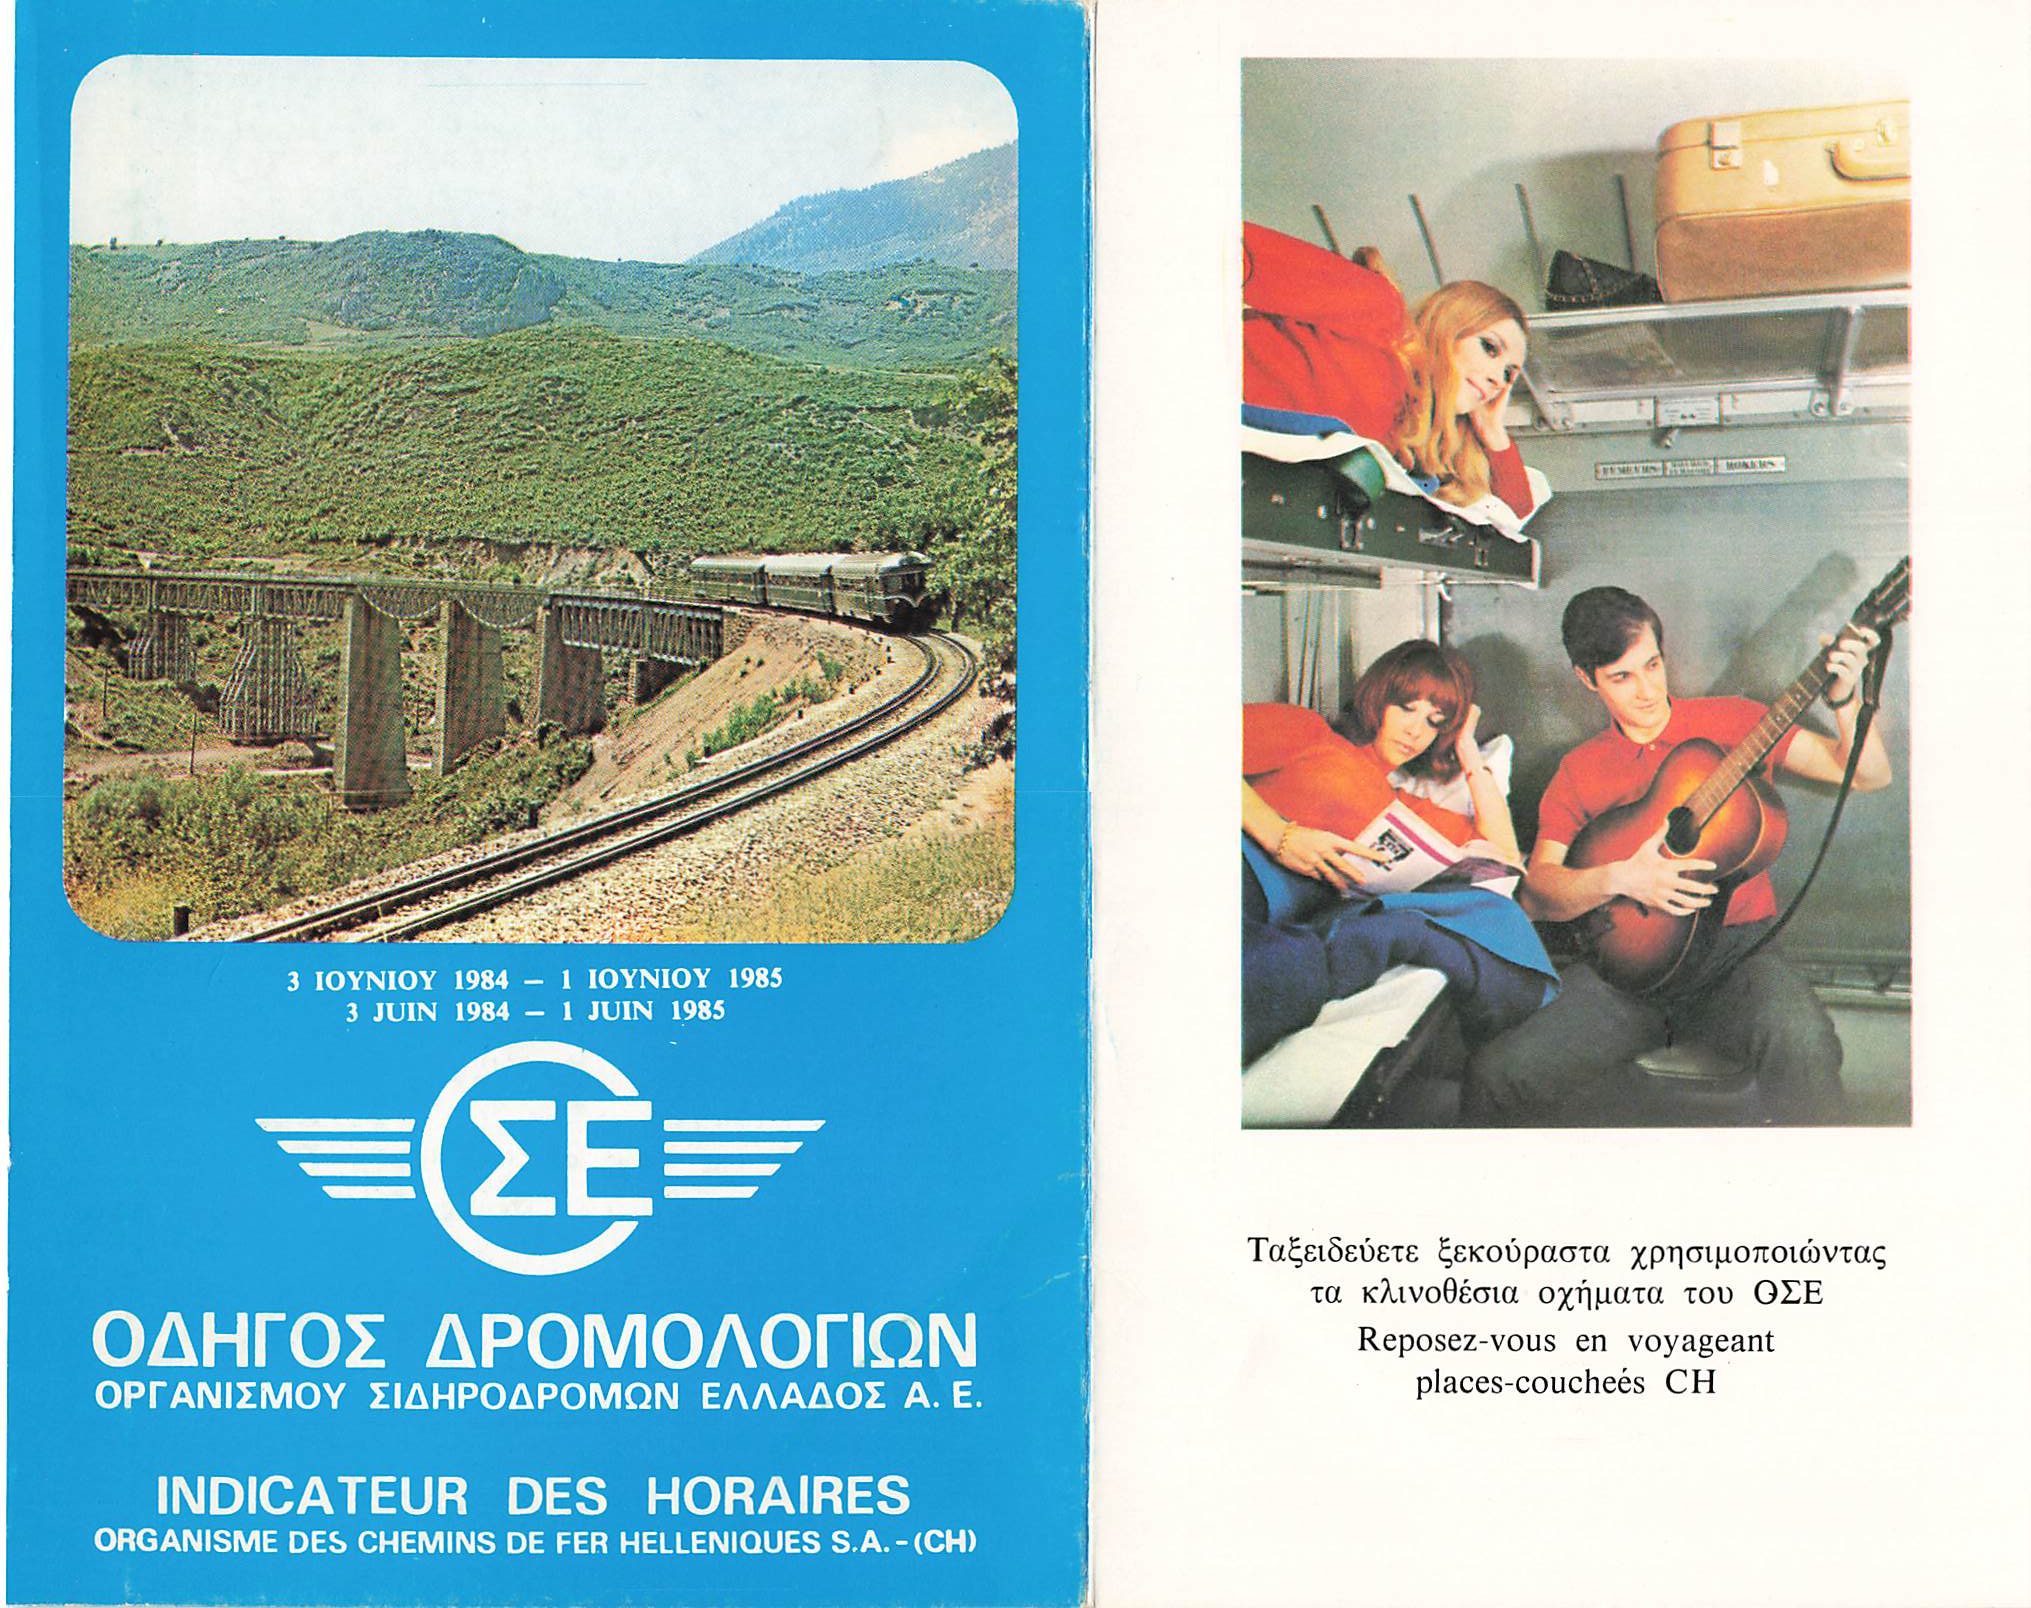 3 ΙΟΥΝΙΟΥ 1984 – 1 ΙΟΥΝΙΟΥ 1985
3 JUIN 1984 – 1 JUIN 1985
ΟΣΕ
ΟΔΗΓΟΣ ΔΡΟΜΟΛΟΓΙΩΝ
ΟΡΓΑΝΙΣΜΟΥ ΣΙΔΗΡΟΔΡΟΜΩΝ ΕΛΛΑΔΟΣ Α. Ε.
INDICATEUR DES HORAIRES
ORGANISME DES CHEMINS DE FER HELLENIQUES S.A.-(CH)
Ταξειδεύετε ξεκούραστα χρησιμοποιώντας
τα κλινοθέσια οχήματα του ΟΣΕ
Reposez-vous en voyageant
places-coucheés CH